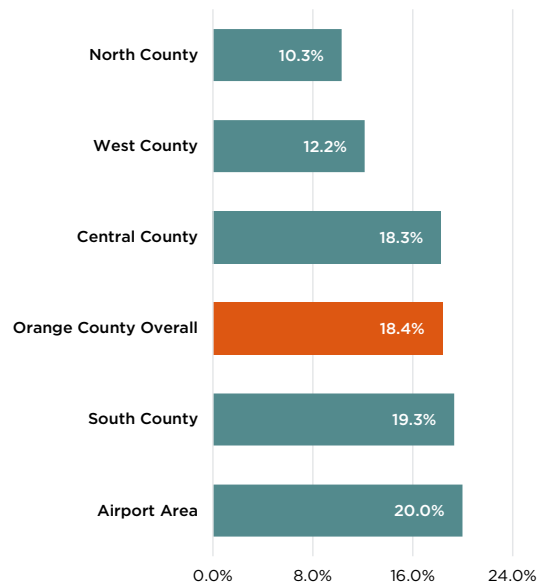 North County 10.3%
West County 12.2%
Central County 18.3%
Orange County Overall 18.4%
South County 19.3%
Airport Area 20.0%
0.0% 8.0% 16.0% 24.0%